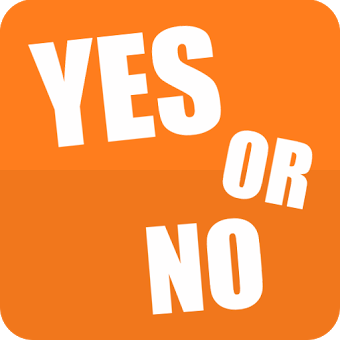 YES
OR
NO